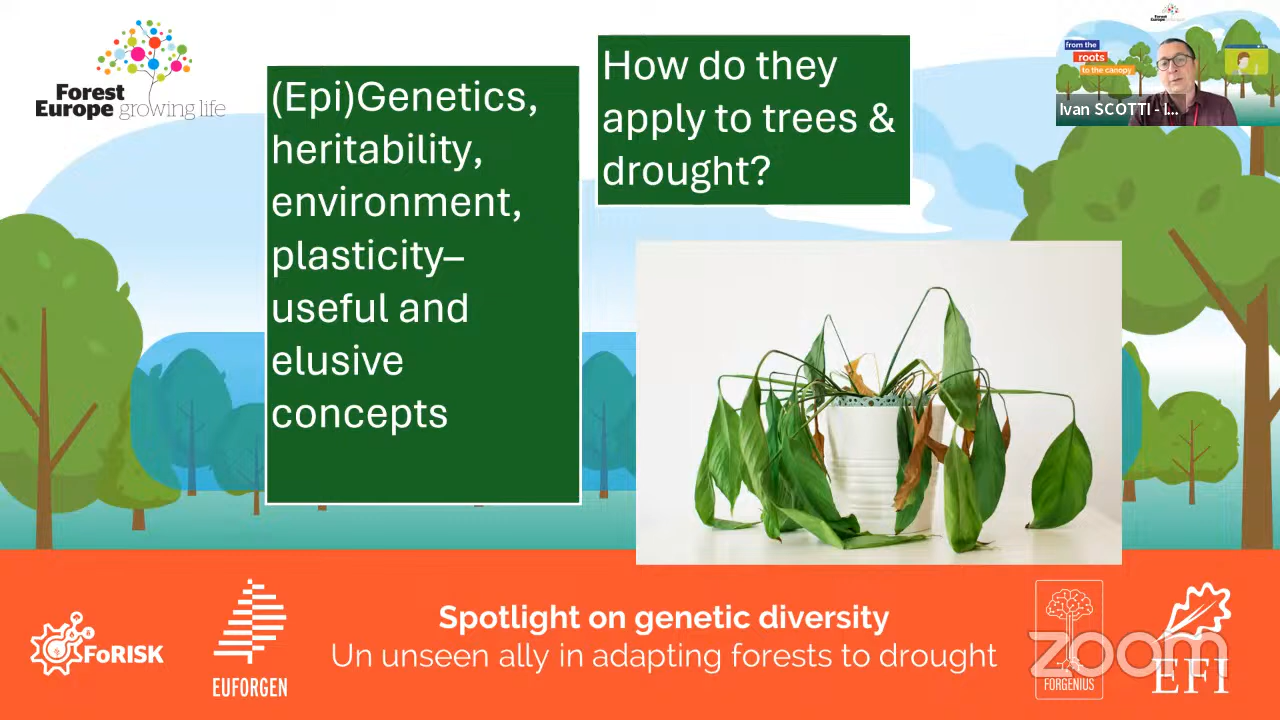 Forest
Europe growing life
(Epi)Genetics,
heritability,
environment,
plasticity–
useful and
elusive
concepts
How do they
apply to trees &
drought?
Forest
Europe
from the
roots
to the canopy
Ivan SCOTTI - I...
FoRISK
EUFORGEN
Spotlight on genetic diversity
Un unseen ally in adapting forests to drought
FORGENIUS
EFI
zoom